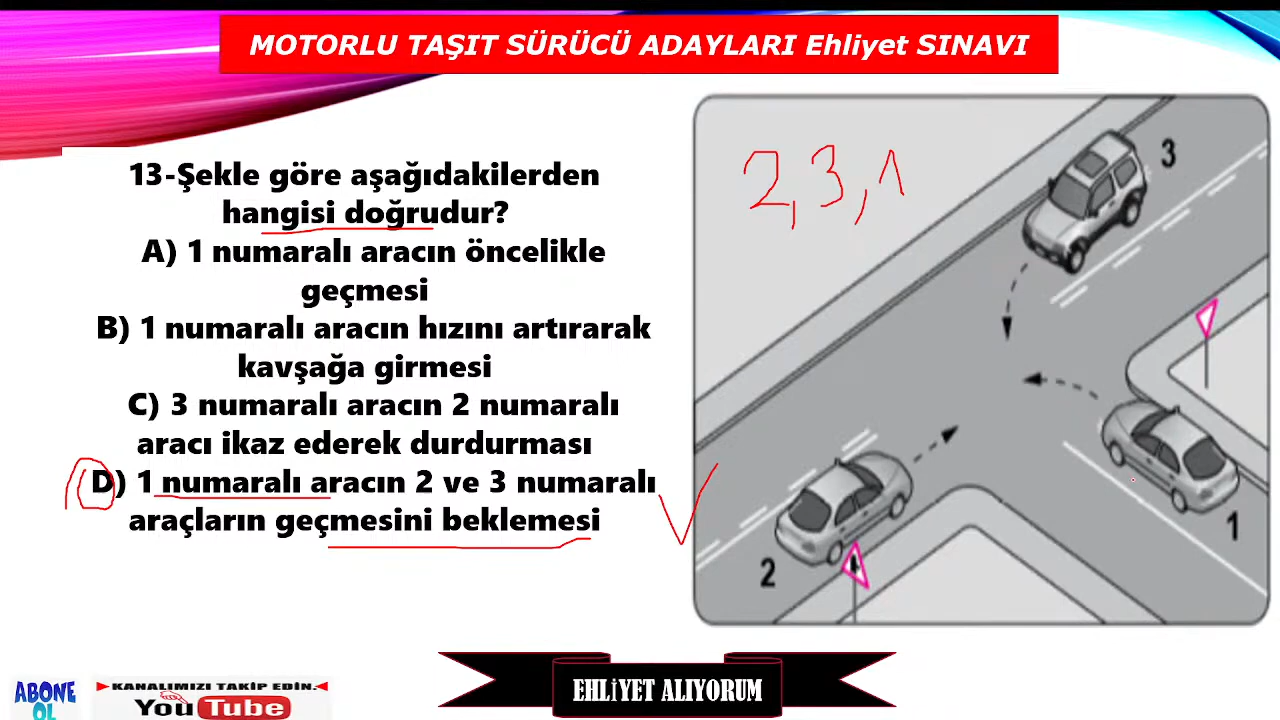 MOTORLU TAŞIT SÜRÜCÜ ADAYLARI Ehliyet SINAVI
13-Şekle göre aşağıdakilerden
hangisi doğrudur?
A) 1 numaralı aracın öncelikle
geçmesi
B) 1 numaralı aracın hızını artırarak
kavşağa girmesi
C) 3 numaralı aracın 2 numaralı
aracı ikaz ederek durdurması
D) 1 numaralı aracın 2 ve 3 numaralı
araçların geçmesini beklemesi
2,3,1
3
2
1
ABONE
OL
KANALIMIZI TAKİP EDİN.
YouTube
EHLİYET ALIYORUM